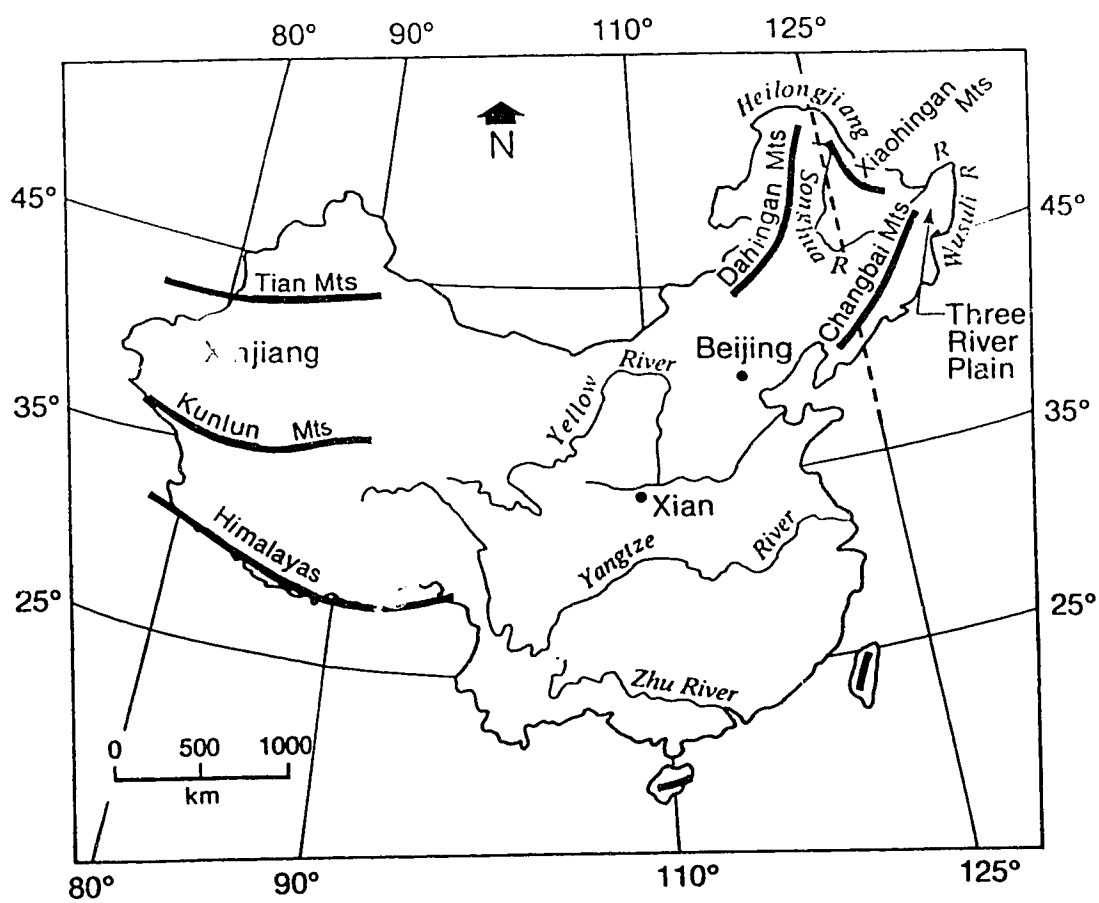 80° 90° 110° 125°
Heilongjiang R
Xiaohingan Mts
N
Dahingan Mts
Songhua R
Wusuli R
45° 45°
Changbai Mts
Tian Mts
Three
River
Plain
Beijing
Yellow River
35° 35°
Kunlun Mts
Xian
Himalayas
Yangtze River
25° 25°
Zhu River
0 500 1000
km
80° 90° 110° 125°